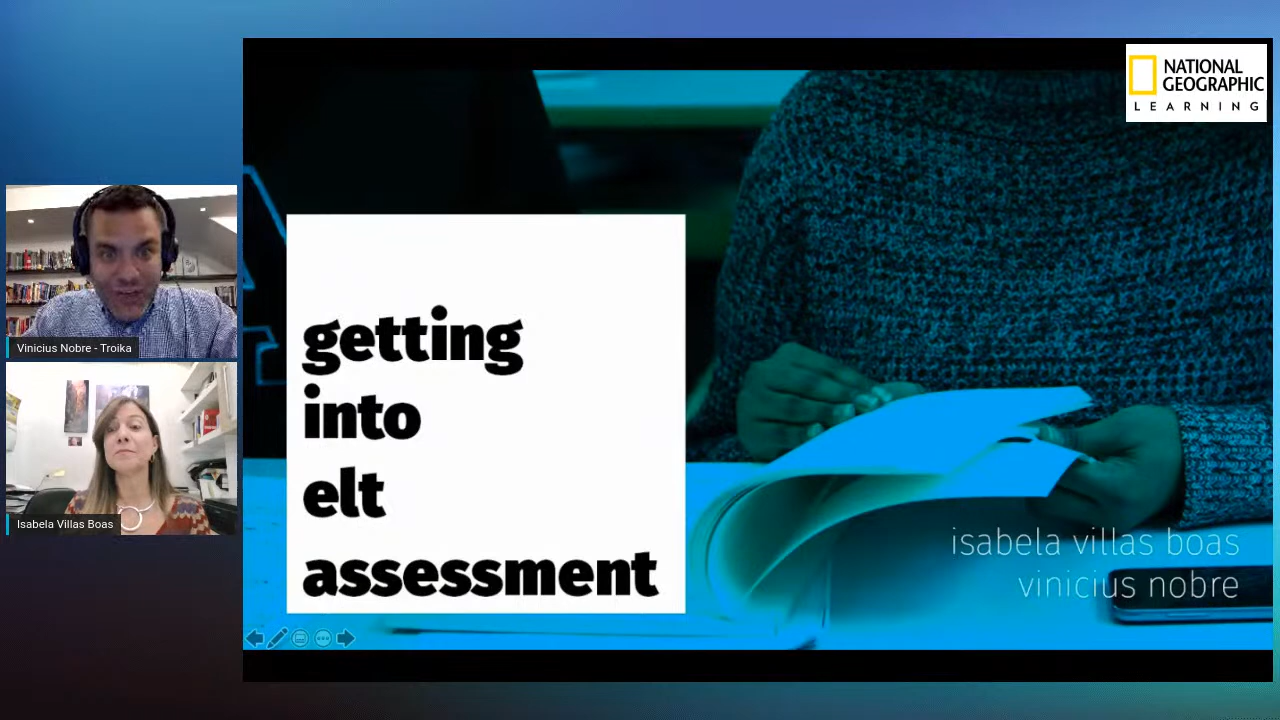 NATIONAL
GEOGRAPHIC
LEARNING
Vinicius Nobre - Troika
Isabela Villas Boas
getting
into
elt
assessment
isabela villas boas
vinicius nobre